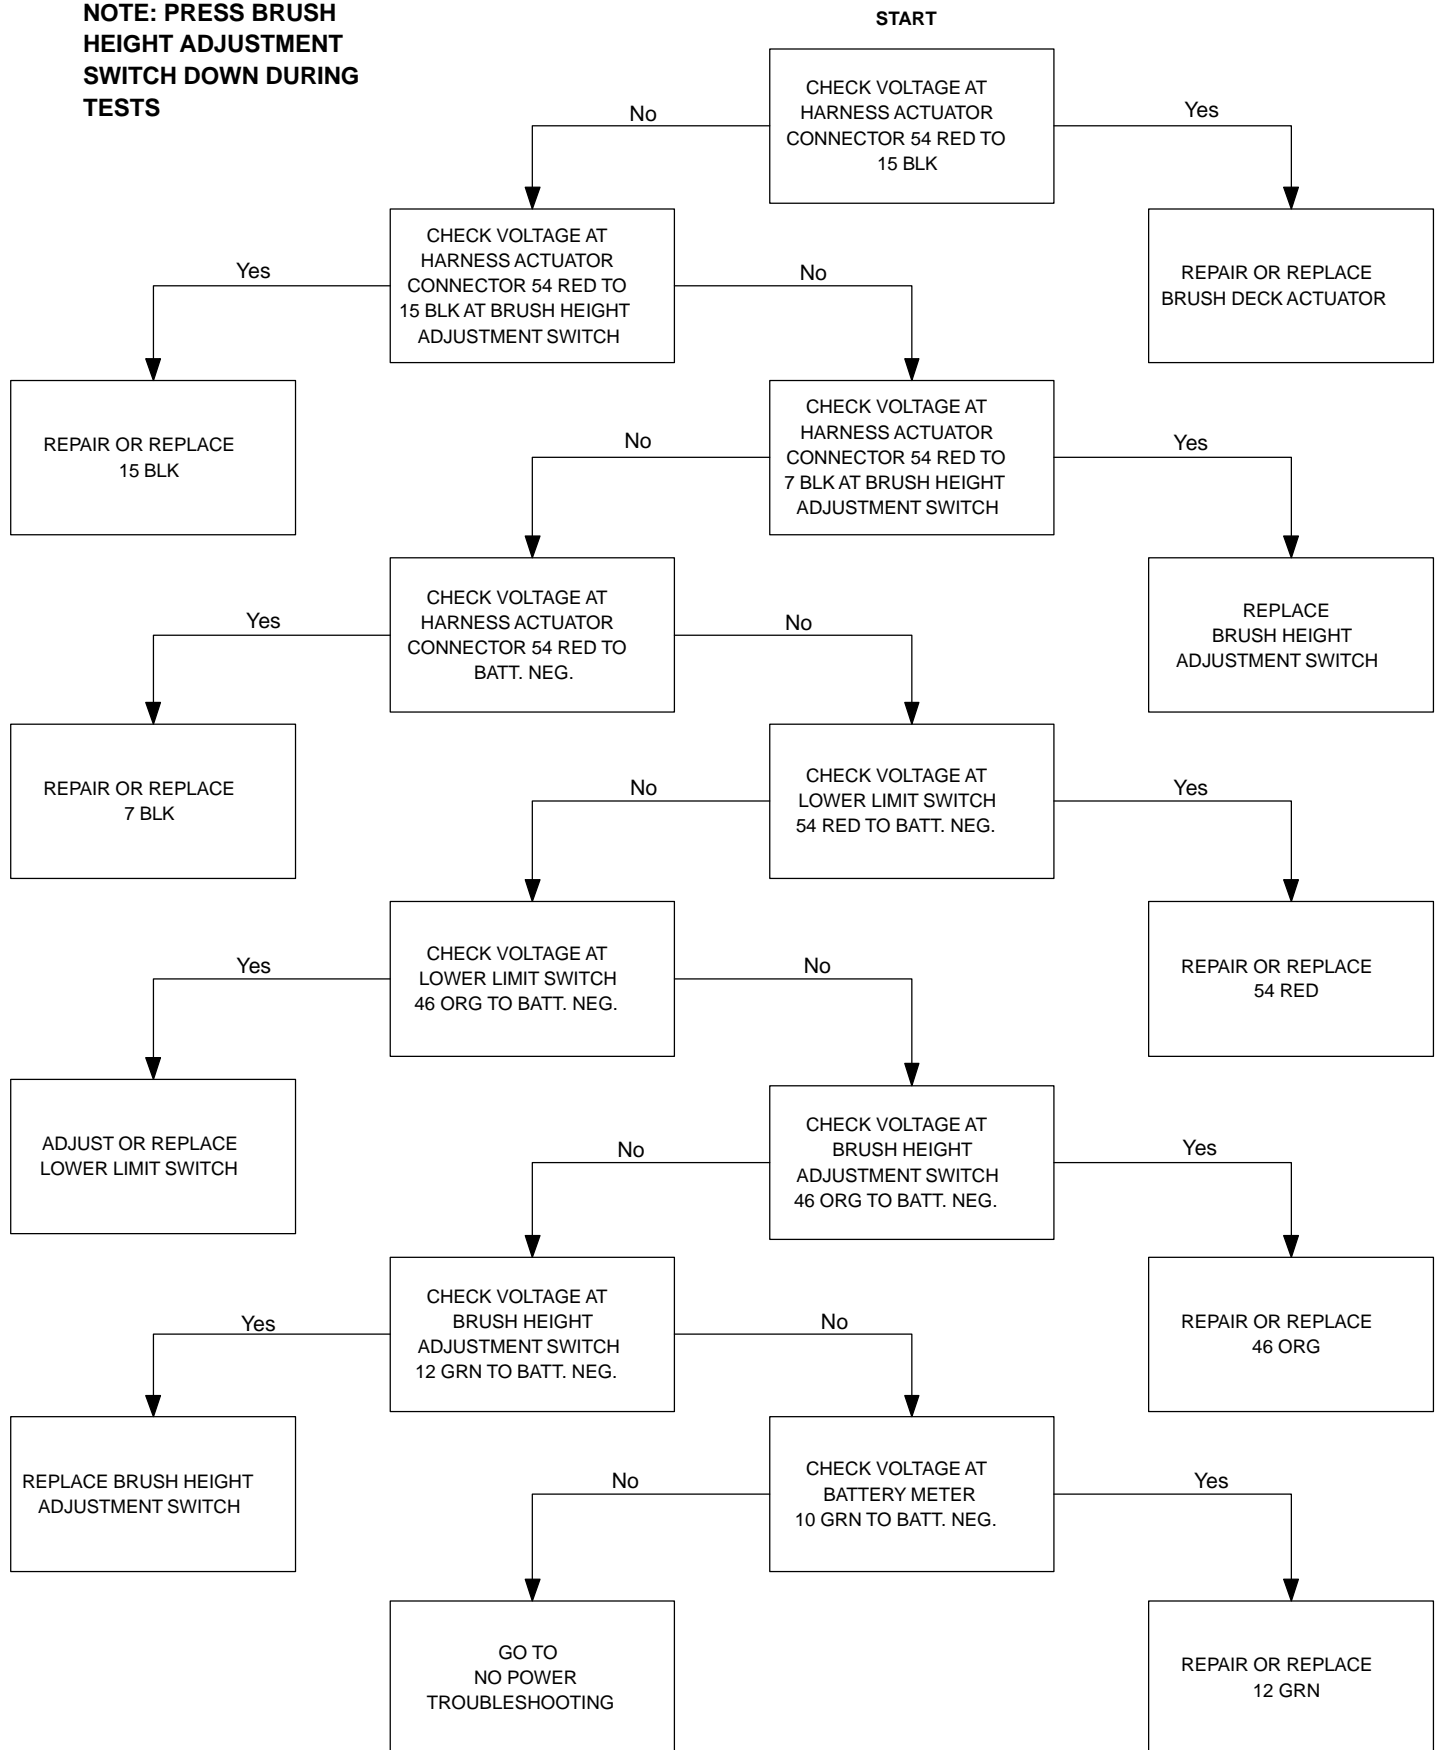 NOTE: PRESS BRUSH
HEIGHT ADJUSTMENT
SWITCH DOWN DURING
TESTS
START
CHECK VOLTAGE AT
HARNESS ACTUATOR
CONNECTOR 54 RED TO
15 BLK
No
Yes
CHECK VOLTAGE AT
HARNESS ACTUATOR
CONNECTOR 54 RED TO
15 BLK AT BRUSH HEIGHT
ADJUSTMENT SWITCH
REPAIR OR REPLACE
BRUSH DECK ACTUATOR
Yes
No
REPAIR OR REPLACE
15 BLK
CHECK VOLTAGE AT
HARNESS ACTUATOR
CONNECTOR 54 RED TO
7 BLK AT BRUSH HEIGHT
ADJUSTMENT SWITCH
No
Yes
CHECK VOLTAGE AT
HARNESS ACTUATOR
CONNECTOR 54 RED TO
BATT. NEG.
REPLACE
BRUSH HEIGHT
ADJUSTMENT SWITCH
Yes
No
REPAIR OR REPLACE
7 BLK
CHECK VOLTAGE AT
LOWER LIMIT SWITCH
54 RED TO BATT. NEG.
No
Yes
CHECK VOLTAGE AT
LOWER LIMIT SWITCH
46 ORG TO BATT. NEG.
REPAIR OR REPLACE
54 RED
Yes
No
ADJUST OR REPLACE
LOWER LIMIT SWITCH
CHECK VOLTAGE AT
BRUSH HEIGHT
ADJUSTMENT SWITCH
46 ORG TO BATT. NEG.
No
Yes
CHECK VOLTAGE AT
BRUSH HEIGHT
ADJUSTMENT SWITCH
12 GRN TO BATT. NEG.
REPAIR OR REPLACE
46 ORG
Yes
No
REPLACE BRUSH HEIGHT
ADJUSTMENT SWITCH
CHECK VOLTAGE AT
BATTERY METER
10 GRN TO BATT. NEG.
No
Yes
GO TO
NO POWER
TROUBLESHOOTING
REPAIR OR REPLACE
12 GRN